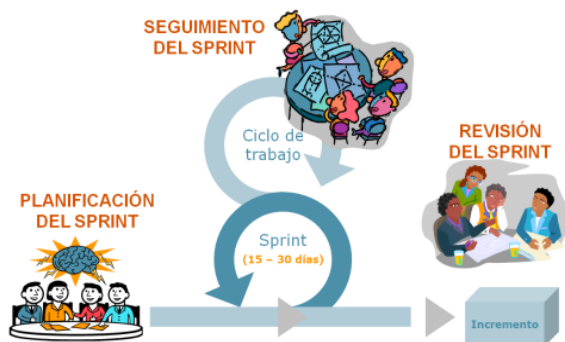 SEGUIMIENTO
DEL SPRINT
Ciclo de
trabajo
REVISIÓN
DEL SPRINT
PLANIFICACIÓN
DEL SPRINT
Sprint
(15 – 30 días)
Incremento